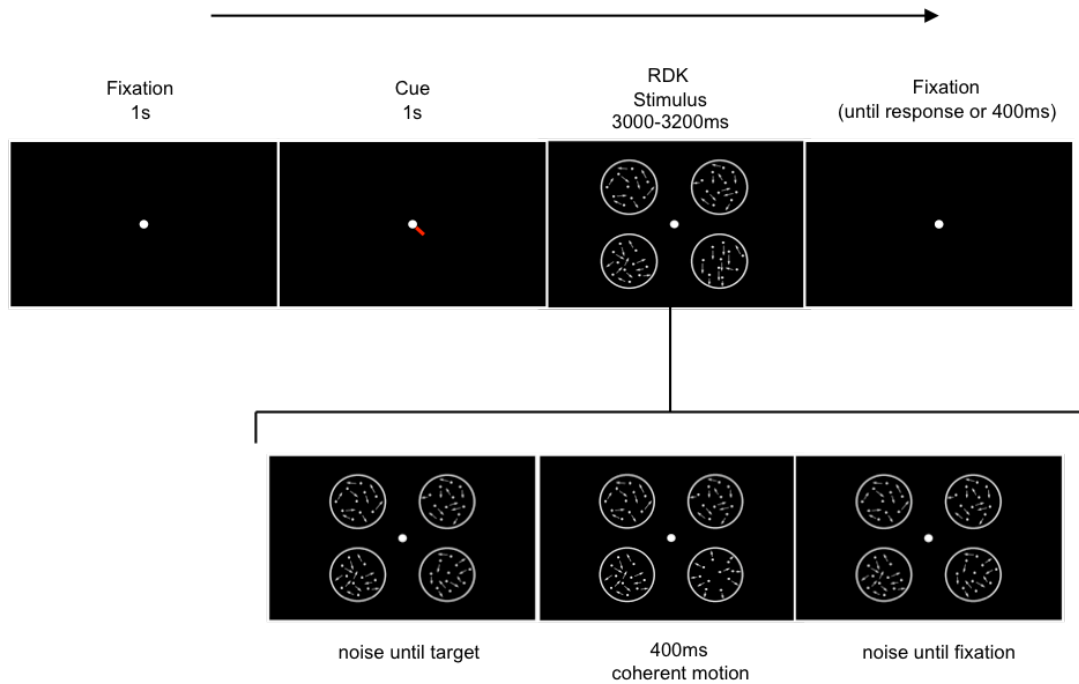 Fixation
1s
Cue
1s
RDK
Stimulus
3000-3200ms
Fixation
(until response or 400ms)
noise until target
400ms
coherent motion
noise until fixation